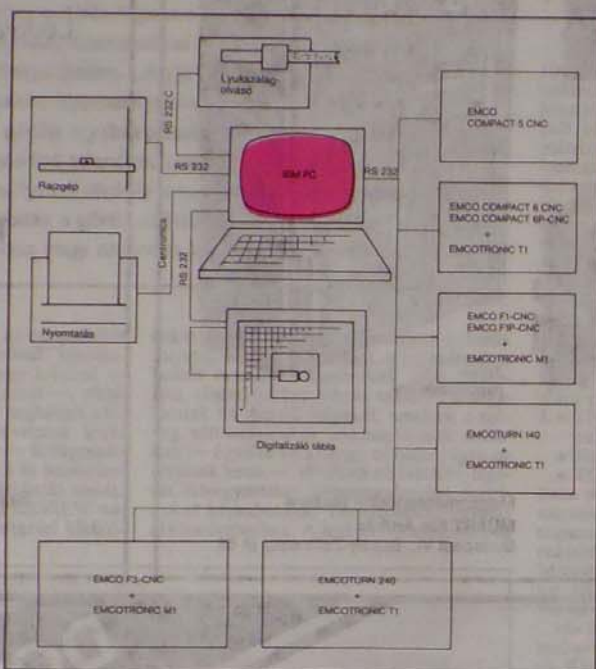 Lyukszalag-
olvasó
RS 232 C
Rajzgép
RS 232
IBM PC
RS 232
Centronics
RS 232
Nyomtatás
Digitalizáló tábla
EMCO
COMPACT 5 CNC
EMCO COMPACT 6 CNC
EMCO COMPACT 6P-CNC
+
EMCOTRONIC T1
EMCO F1-CNC
EMCO F1P-CNC
+
EMCOTRONIC M1
EMCOTURN 140
+
EMCOTRONIC T1
EMCO F3-CNC
+
EMCOTRONIC M1
EMCOTURN 240
+
EMCOTRONIC T1